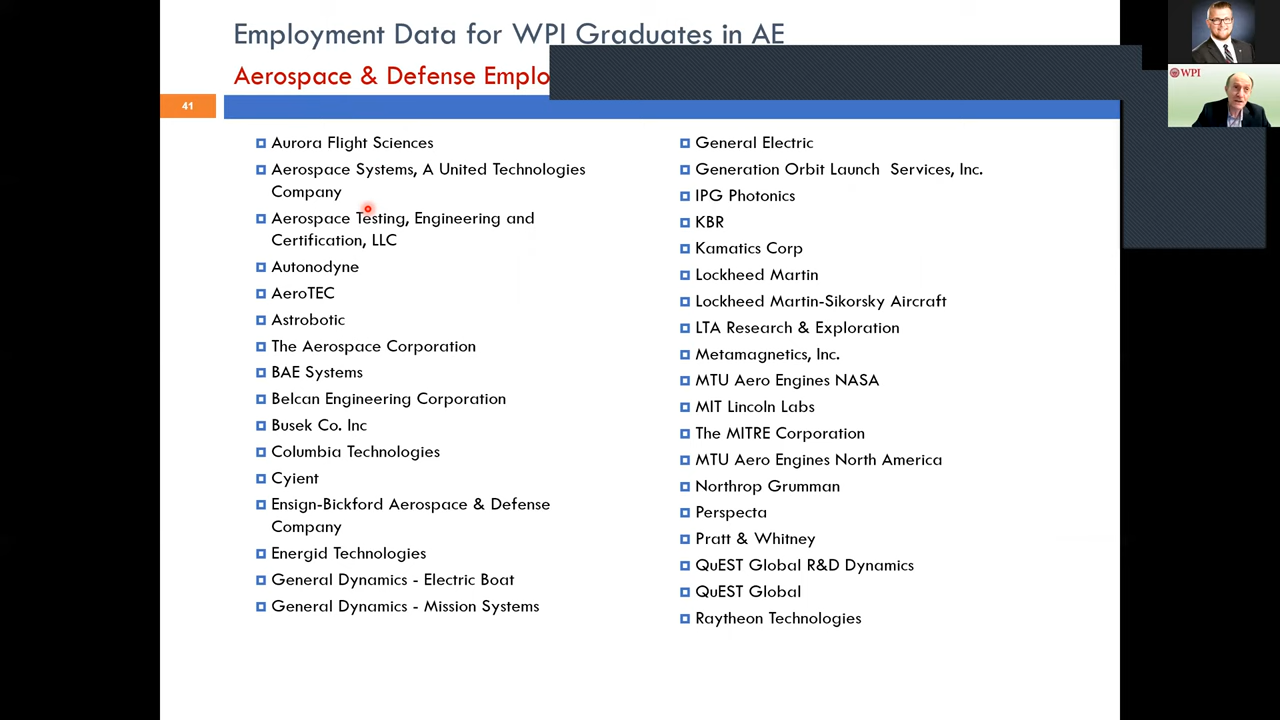 Employment Data for WPI Graduates in AE
Aerospace & Defense
41
Aurora Flight Sciences
Aerospace Systems, A United Technologies
Company
Aerospace Testing, Engineering and
Certification, LLC
Autonodyne
AeroTEC
Astrobotic
The Aerospace Corporation
BAE Systems
Belcan Engineering Corporation
Busek Co. Inc
Columbia Technologies
Cyient
Ensign-Bickford Aerospace & Defense
Company
Energid Technologies
General Dynamics - Electric Boat
General Dynamics - Mission Systems
General Electric
Generation Orbit Launch Services, Inc.
IPG Photonics
KBR
Kamatics Corp
Lockheed Martin
Lockheed Martin-Sikorsky Aircraft
LTA Research & Exploration
Metamagnetics, Inc.
MTU Aero Engines NASA
MIT Lincoln Labs
The MITRE Corporation
MTU Aero Engines North America
Northrop Grumman
Perspecta
Pratt & Whitney
QuEST Global R&D Dynamics
QuEST Global
Raytheon Technologies
WPI